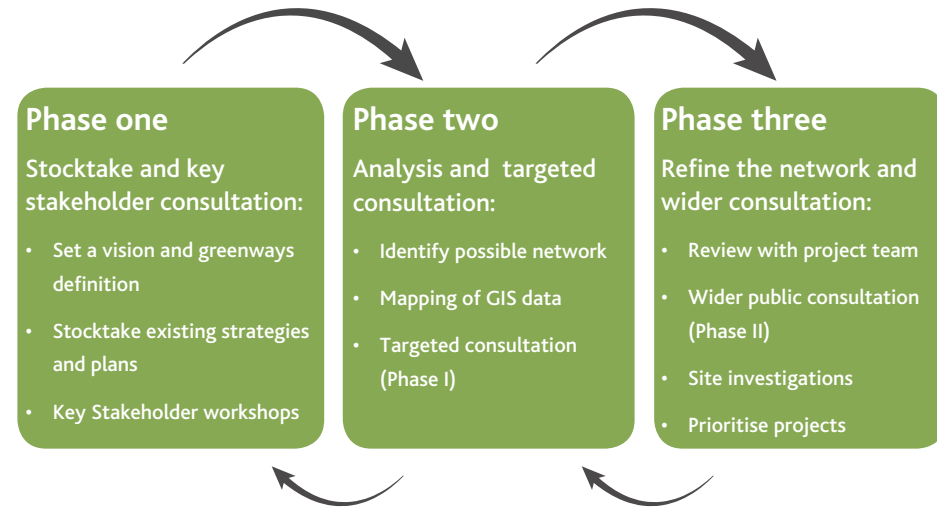 Phase one
Stocktake and key
stakeholder consultation:
• Set a vision and greenways
definition
• Stocktake existing strategies
and plans
• Key Stakeholder workshops
Phase two
Analysis and targeted
consultation:
• Identify possible network
• Mapping of GIS data
• Targeted consultation
(Phase I)
Phase three
Refine the network and
wider consultation:
• Review with project team
• Wider public consultation
(Phase II)
• Site investigations
• Prioritise projects